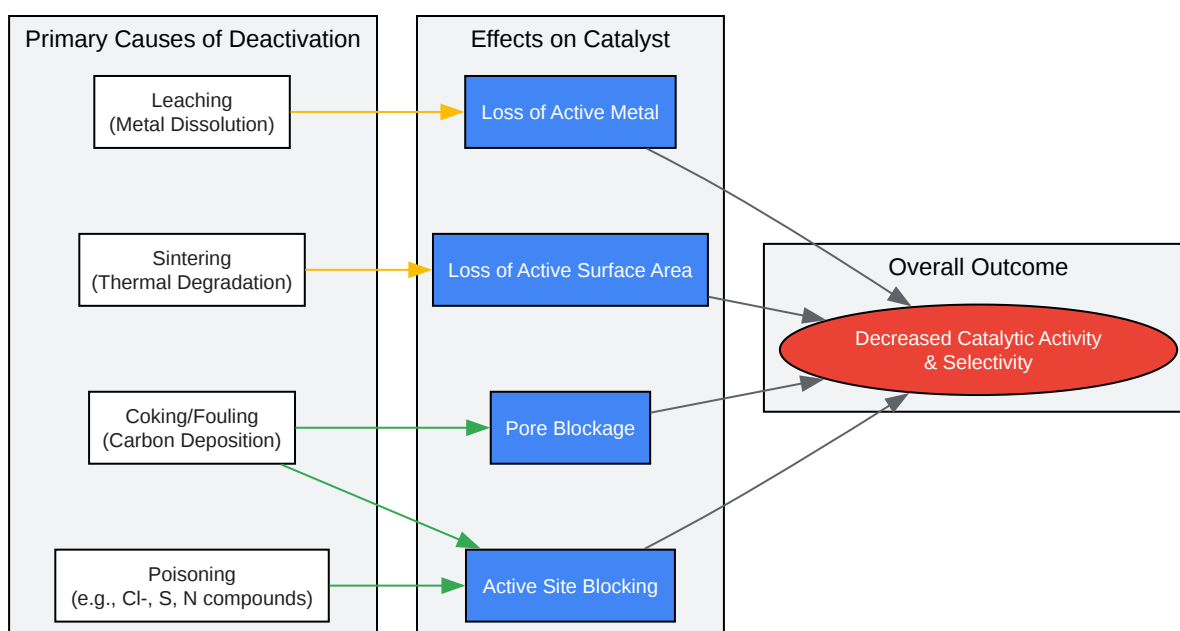 Primary Causes of Deactivation
Effects on Catalyst
Leaching
(Metal Dissolution)
Loss of Active Metal
Sintering
(Thermal Degradation)
Loss of Active Surface Area
Overall Outcome
Decreased Catalytic Activity
& Selectivity
Coking/Fouling
(Carbon Deposition)
Pore Blockage
Poisoning
(e.g., Cl-, S, N compounds)
Active Site Blocking